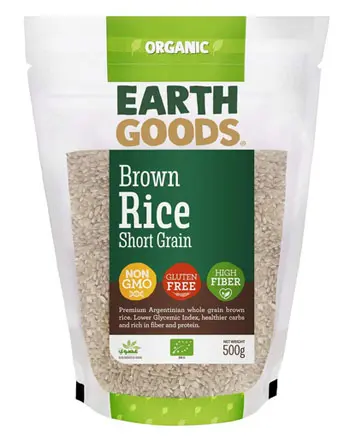 ORGANIC
EARTH
GOODS®
Brown
Rice
Short Grain
NON
GMO
GLUTEN
FREE
HIGH
FIBER
Premium Argentinian whole grain brown
rice. Lower Glycemic Index, healthier carbs
and rich in fiber and protein.
NET WEIGHT
500g